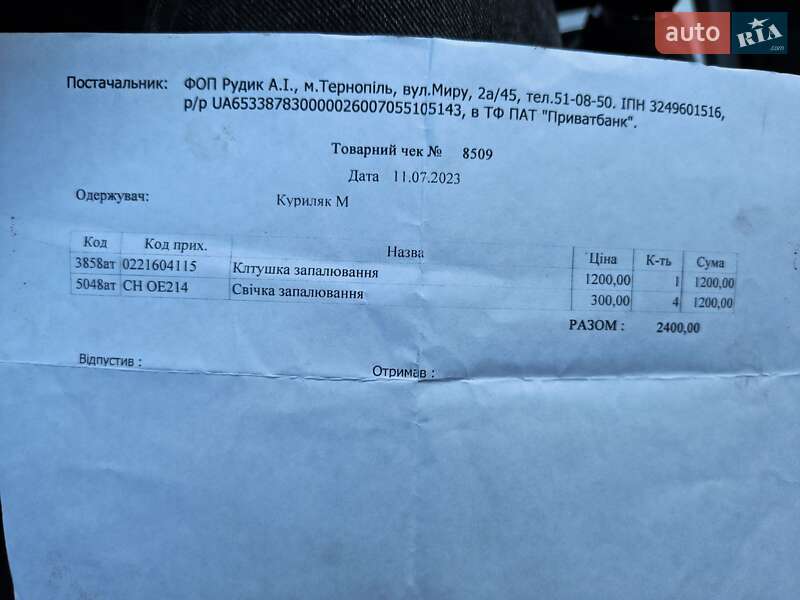 auto RIA.com
Постачальник: ФОП Рудик А.І., м.Тернопіль, вул.Миру, 2а/45, тел.51-08-50. ІПН 3249601516,
р/р UA653387830000026007055105143, в ТФ ПАТ "Приватбанк".
Товарний чек № 8509
Дата 11.07.2023
Одержувач: Куриляк М
Код Код прих. Назва Ціна К-ть Сума
3858ат 0221604115 Клтушка запалювання 1200,00 1 1200,00
5048ат CH OE214 Свічка запалювання 300,00 4 1200,00
РАЗОМ : 2400,00
Відпустив : Отримав :